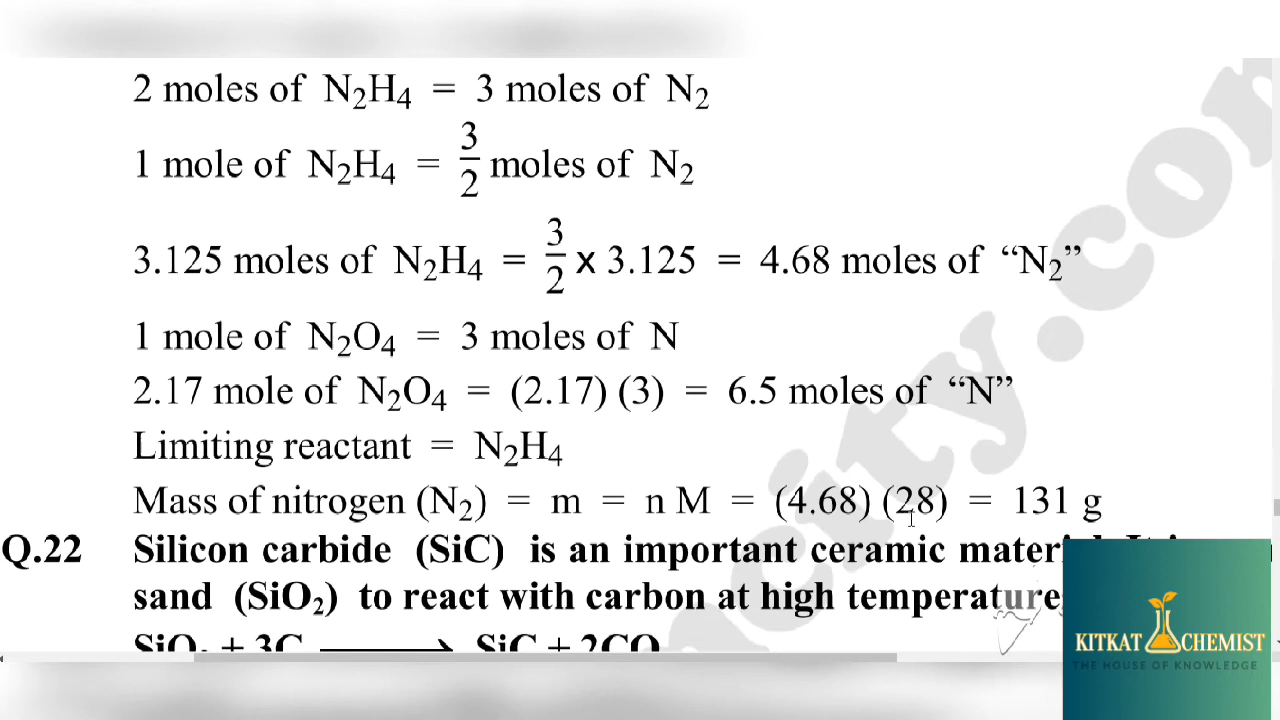 2 moles of N₂H₄ = 3 moles of N₂
1 mole of N₂H₄ = 3/2 moles of N₂
3.125 moles of N₂H₄ = 3/2 x 3.125 = 4.68 moles of “N₂”
1 mole of N₂O₄ = 3 moles of N
2.17 mole of N₂O₄ = (2.17) (3) = 6.5 moles of “N”
Limiting reactant = N₂H₄
Mass of nitrogen (N₂) = m = n M = (4.68) (28) = 131 g
Q.22 Silicon carbide (SiC) is an important ceramic
sand (SiO₂) to react with carbon at high temperature
SiO₂ + 3C ⟶ SiC + 2CO
KITKAT CHEMIST
THE HOUSE OF KNOWLEDGE